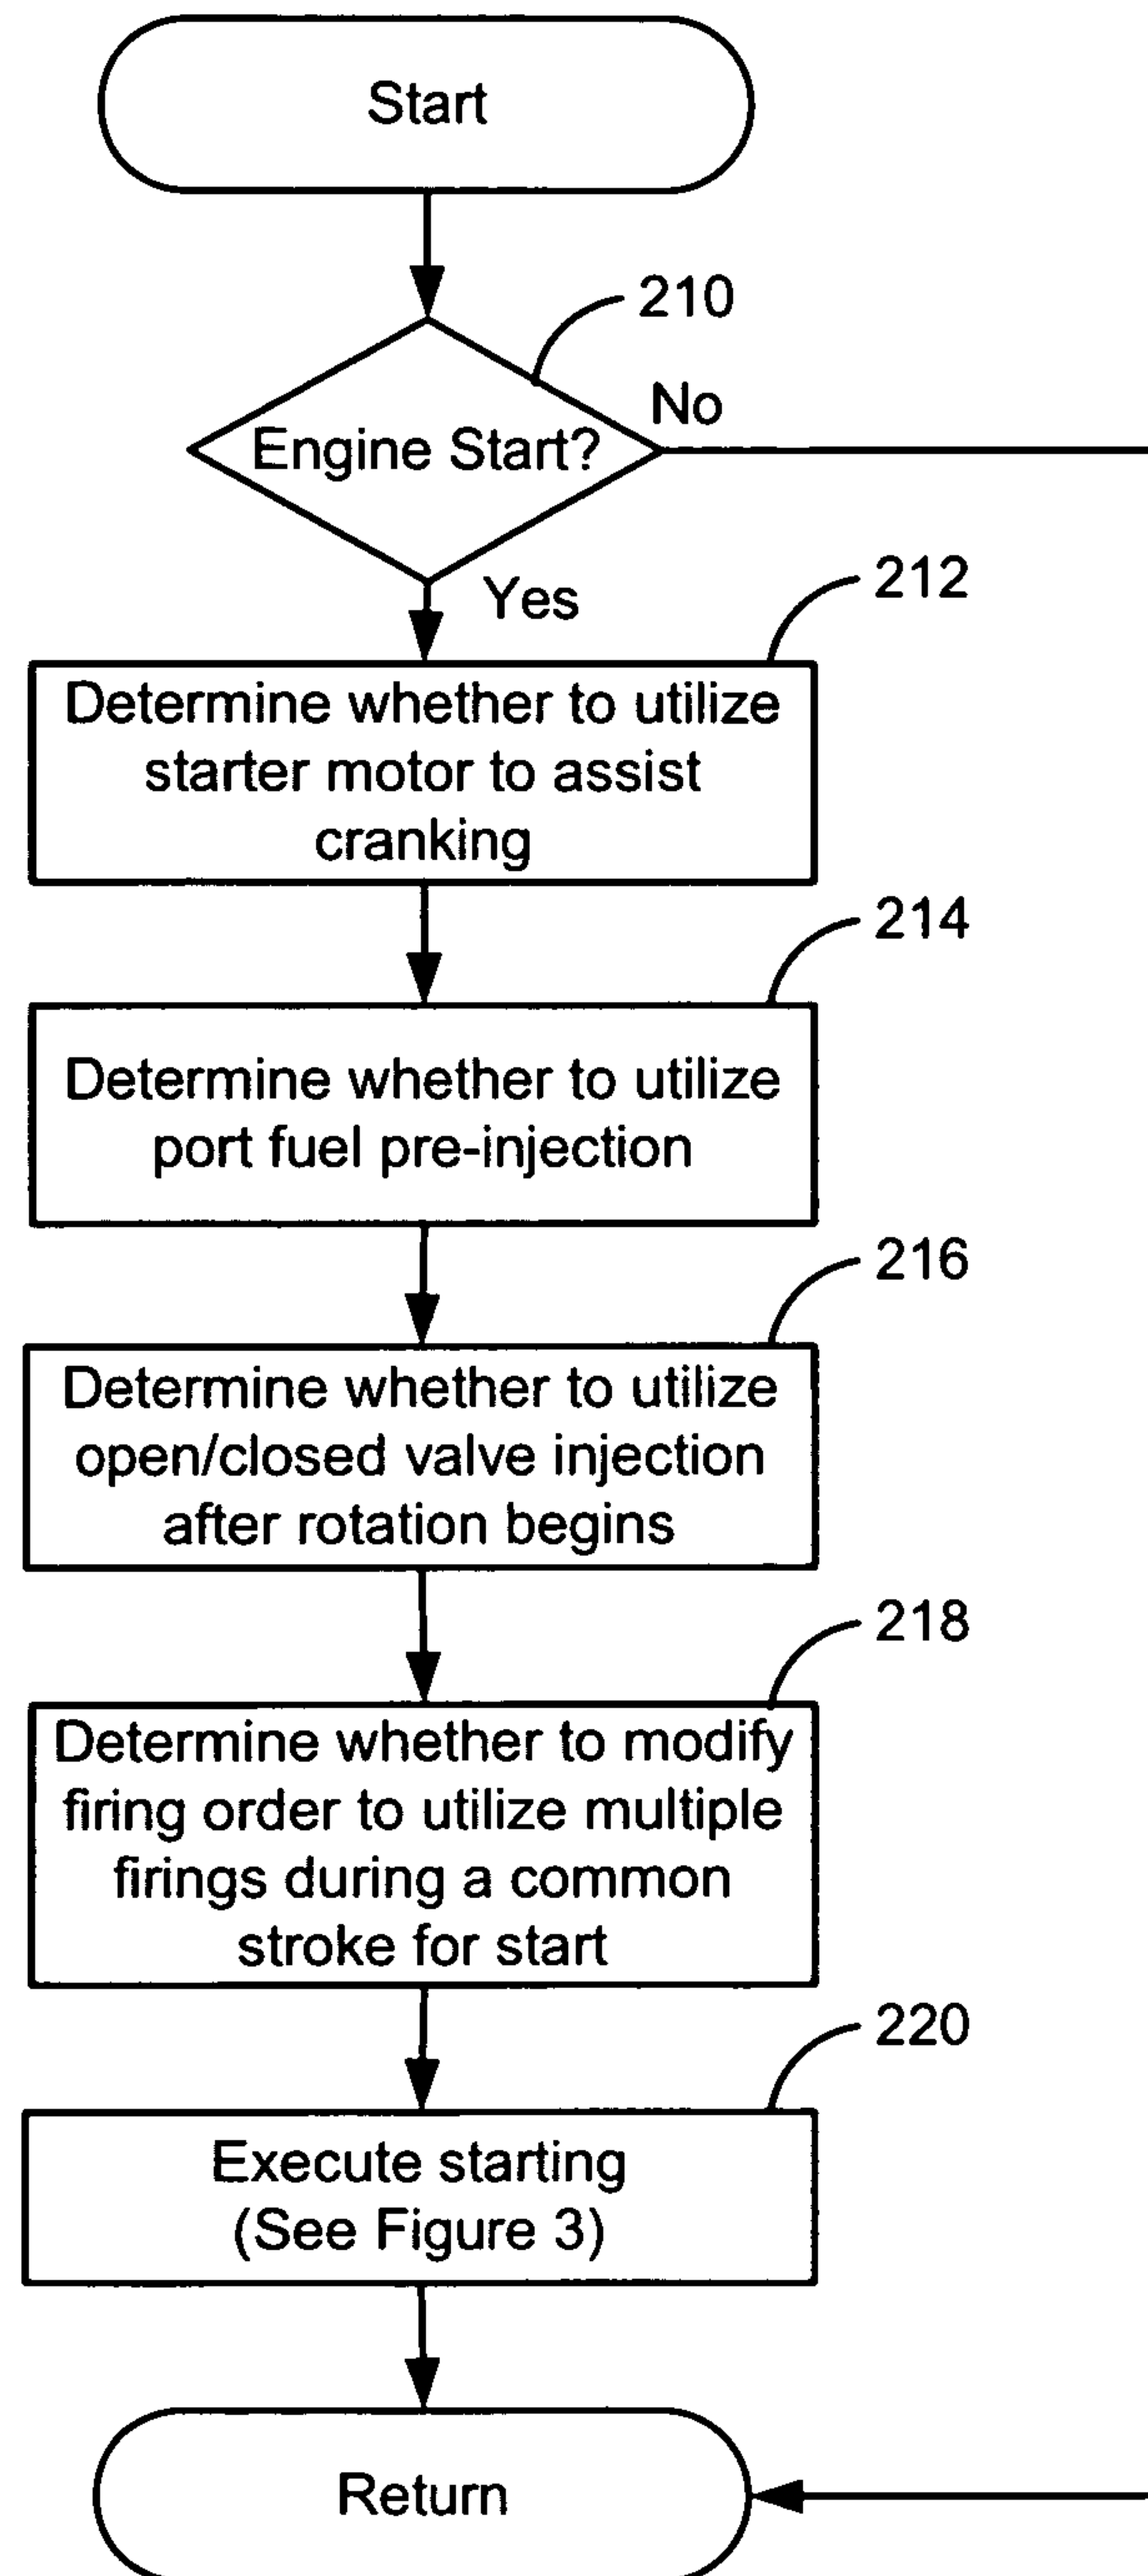 Start
210
Engine Start?
No
Yes
212
Determine whether to utilize
starter motor to assist
cranking
214
Determine whether to utilize
port fuel pre-injection
216
Determine whether to utilize
open/closed valve injection
after rotation begins
218
Determine whether to modify
firing order to utilize multiple
firings during a common
stroke for start
220
Execute starting
(See Figure 3)
Return